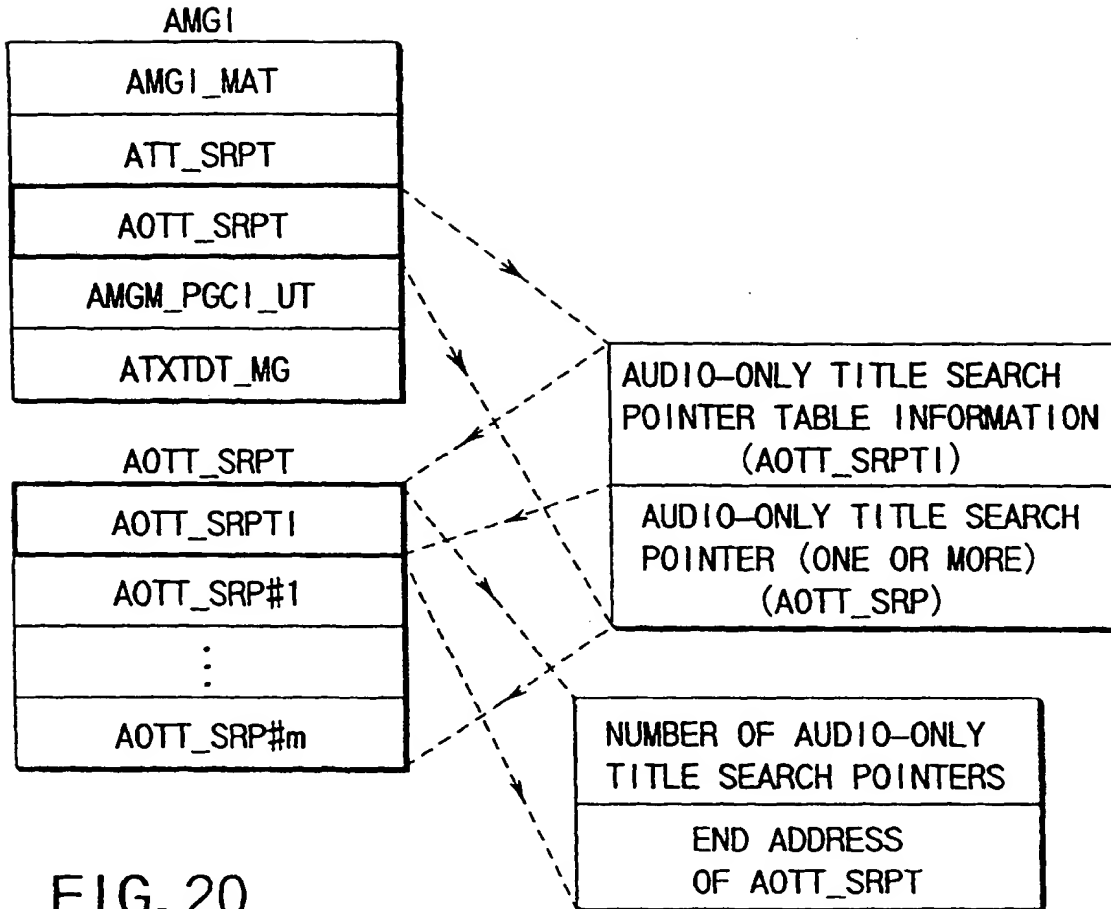 AMGI
AMGI_MAT
ATT_SRPT
AOTT_SRPT
AMGM_PGCI_UT
ATXTDT_MG
AUDIO-ONLY TITLE SEARCH
POINTER TABLE INFORMATION
(AOTT_SRPTI)
AUDIO-ONLY TITLE SEARCH
POINTER (ONE OR MORE)
(AOTT_SRP)
AOTT_SRPT
AOTT_SRPTI
AOTT_SRP#1
⋮
AOTT_SRP#m
NUMBER OF AUDIO-ONLY
TITLE SEARCH POINTERS
END ADDRESS
OF AOTT_SRPT
FIG. 20